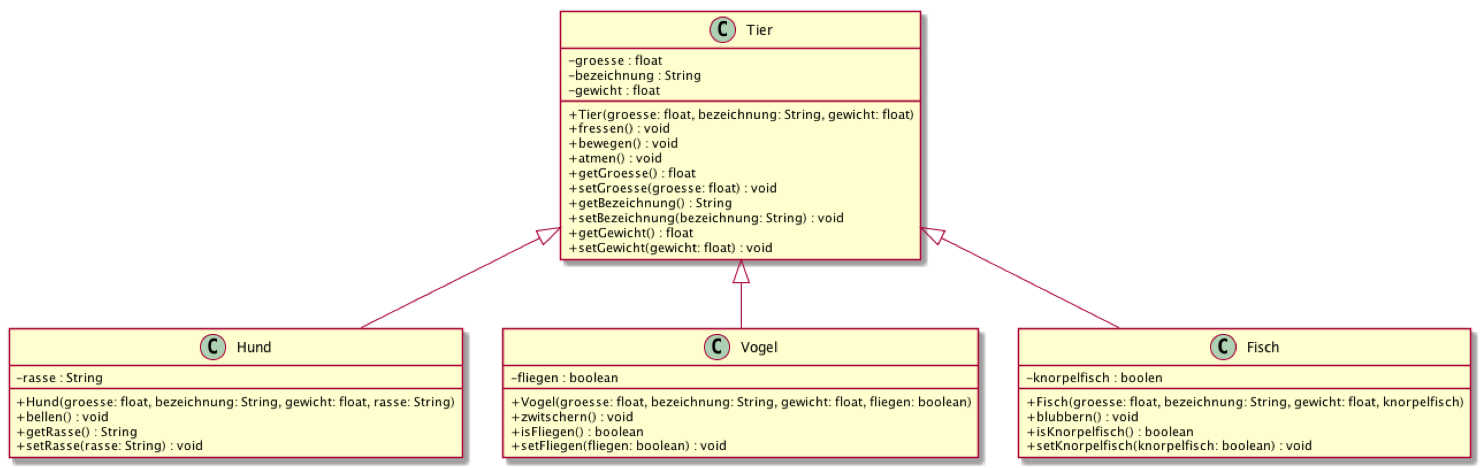 C Tier
-groesse : float
-bezeichnung : String
-gewicht : float
+Tier(groesse: float, bezeichnung: String, gewicht: float)
+fressen() : void
+bewegen() : void
+atmen() : void
+getGroesse() : float
+setGroesse(groesse: float) : void
+getBezeichnung() : String
+setBezeichnung(bezeichnung: String) : void
+getGewicht() : float
+setGewicht(gewicht: float) : void
C Hund
-rasse : String
+Hund(groesse: float, bezeichnung: String, gewicht: float, rasse: String)
+bellen() : void
+getRasse() : String
+setRasse(rasse: String) : void
C Vogel
-fliegen : boolean
+Vogel(groesse: float, bezeichnung: String, gewicht: float, fliegen: boolean)
+zwitschern() : void
+isFliegen() : boolean
+setFliegen(fliegen: boolean) : void
C Fisch
-knorpelfisch : boolen
+Fisch(groesse: float, bezeichnung: String, gewicht: float, knorpelfisch)
+blubbern() : void
+isKnorpelfisch() : boolean
+setKnorpelfisch(knorpelfisch: boolean) : void